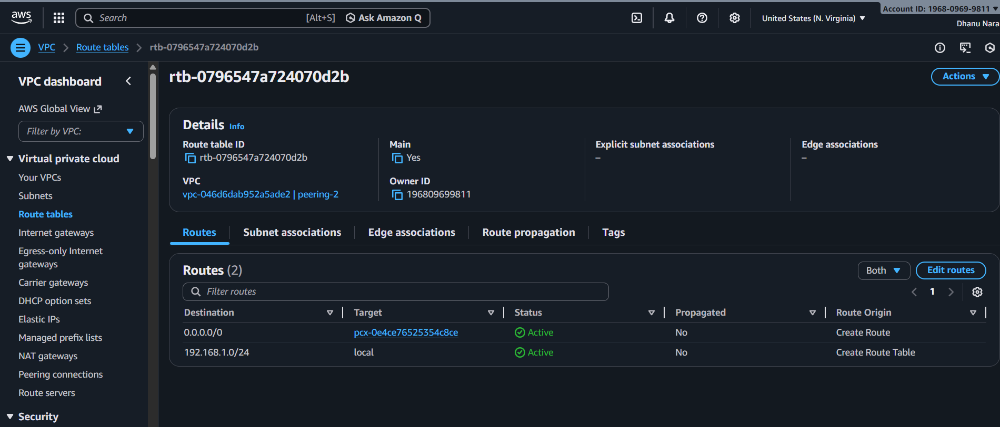 aws
Search [Alt+S] Ask Amazon Q
United States (N. Virginia)
Account ID: 1968-0969-9811
Dhanu Nara
VPC
Route tables
rtb-0796547a724070d2b
VPC dashboard
AWS Global View
Filter by VPC:
Virtual private cloud
Your VPCs
Subnets
Route tables
Internet gateways
Egress-only Internet
gateways
Carrier gateways
DHCP option sets
Elastic IPs
Managed prefix lists
NAT gateways
Peering connections
Route servers
Security
rtb-0796547a724070d2b
Actions
Details Info
Route table ID
rtb-0796547a724070d2b
Main
Yes
Explicit subnet associations
–
Edge associations
–
VPC
vpc-046d6dab952a5ade2 | peering-2
Owner ID
196809699811
Routes Subnet associations Edge associations Route propagation Tags
Routes (2)
Both
Edit routes
Filter routes
1
Destination Target Status Propagated Route Origin
0.0.0.0/0 pcx-0e4ce76525354c8ce Active No Create Route
192.168.1.0/24 local Active No Create Route Table